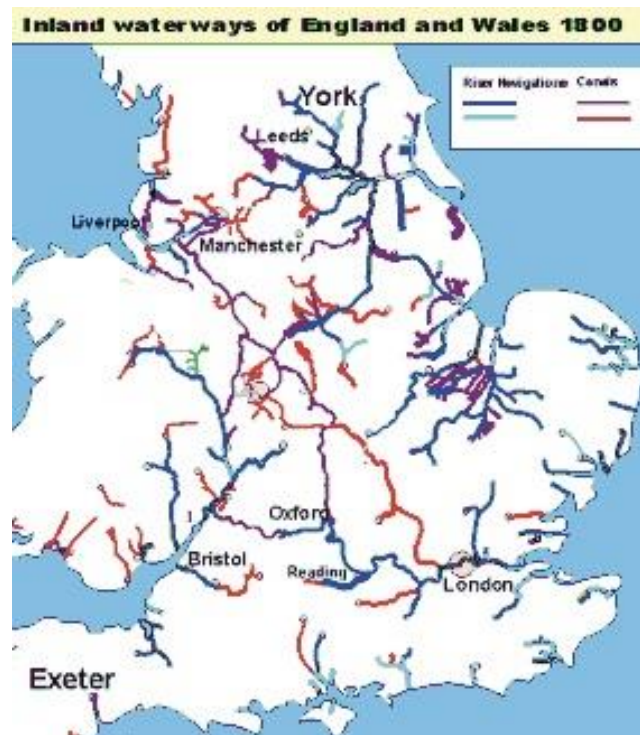 Inland waterways of England and Wales 1800
River Navigations Canals
York
Leeds
Liverpool
Manchester
Oxford
Bristol
Reading
London
Exeter